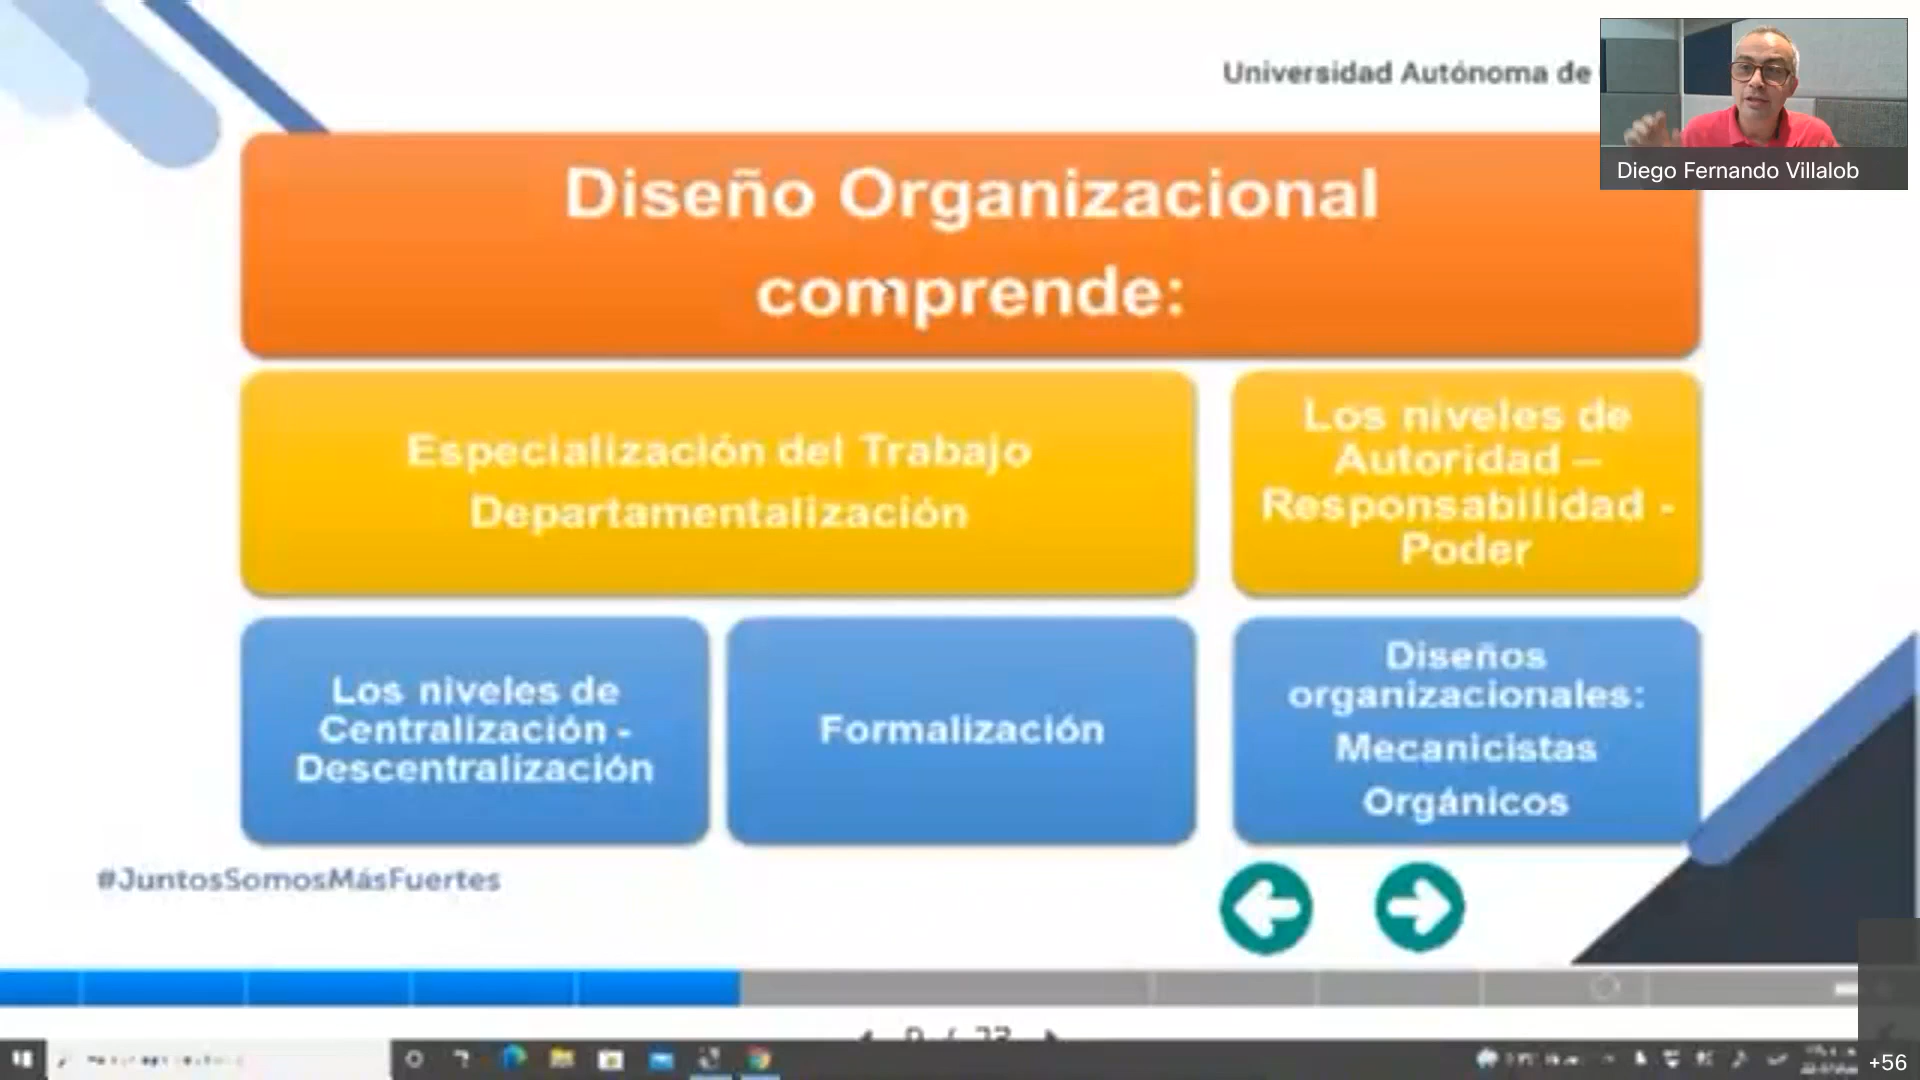 Universidad Autónoma de
Diego Fernando Villalob
Diseño Organizacional
comprende:
Especialización del Trabajo
Departamentalización
Los niveles de
Autoridad –
Responsabilidad -
Poder
Los niveles de
Centralización -
Descentralización
Formalización
Diseños
organizacionales:
Mecanicistas
Orgánicos
#JuntosSomosMásFuertes
+56